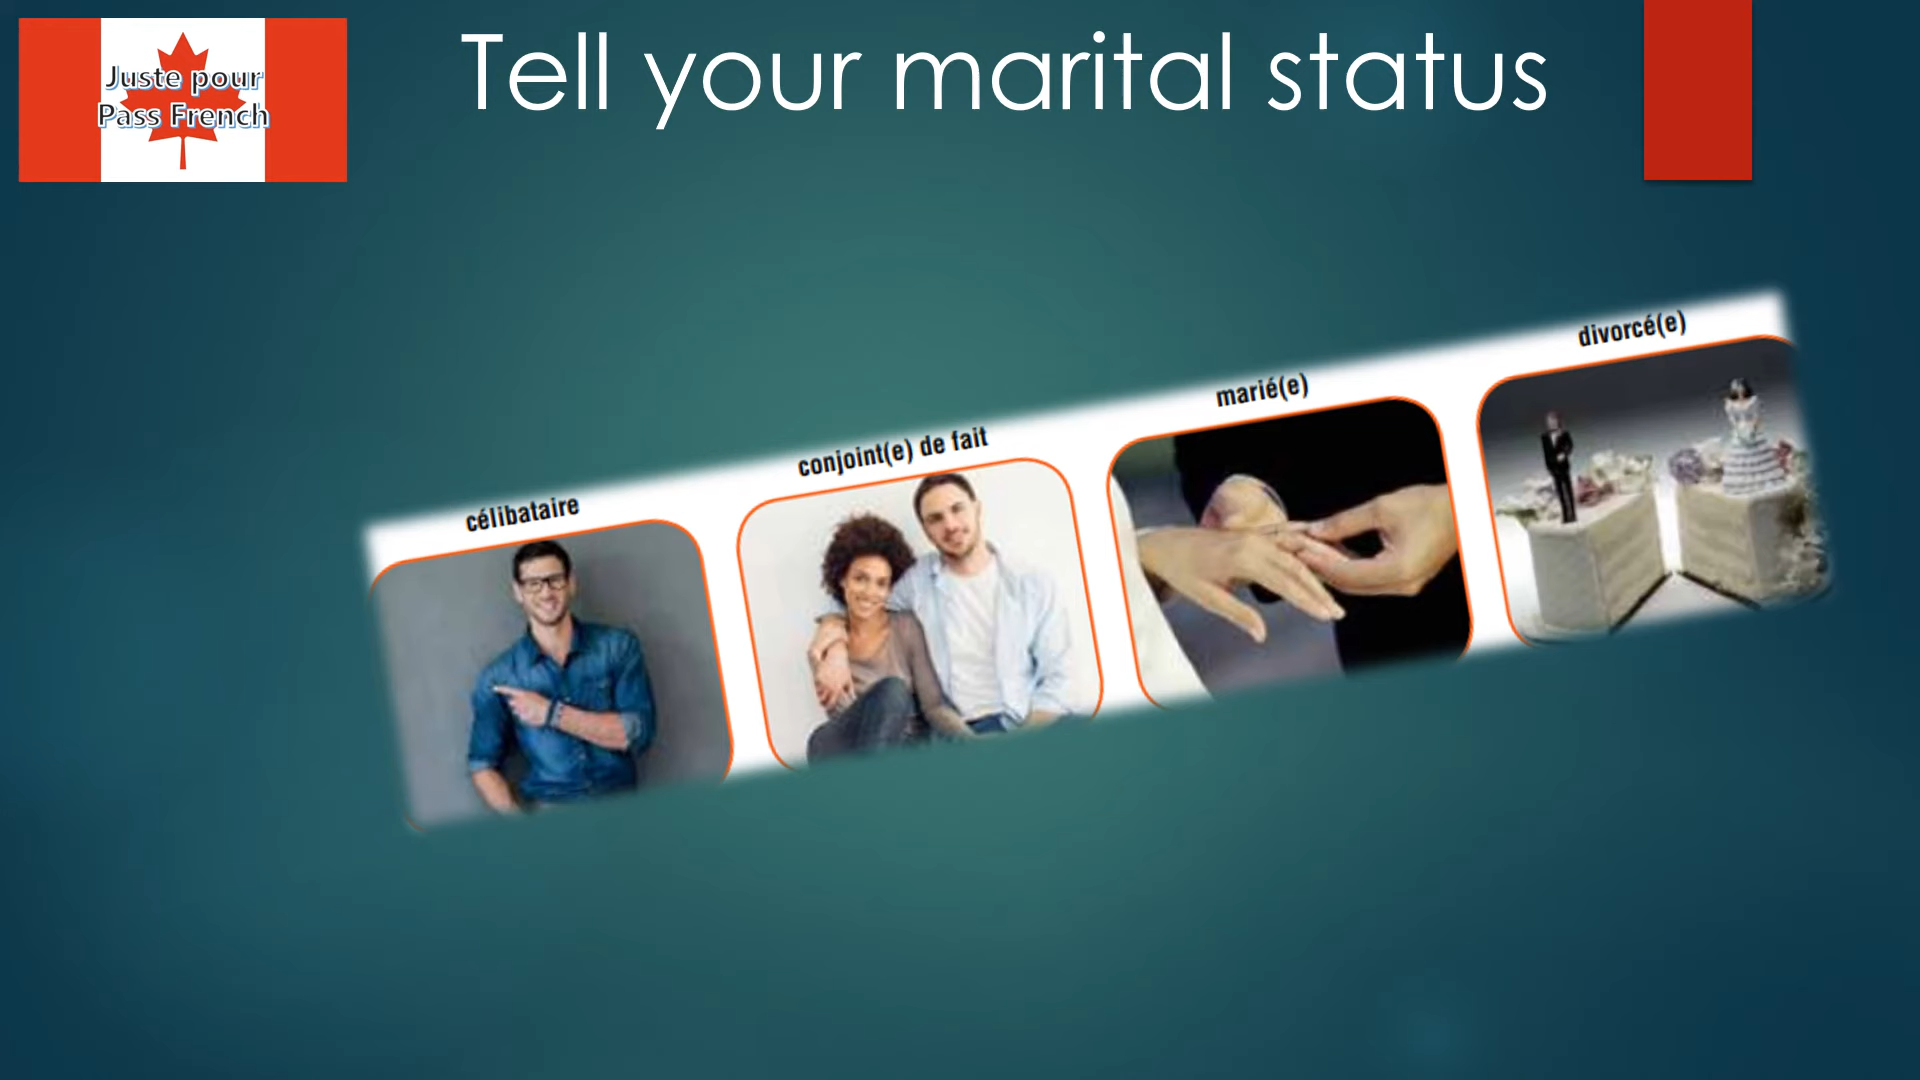 Juste pour
Pass French
Tell your marital status
célibataire
conjoint(e) de fait
marié(e)
divorcé(e)